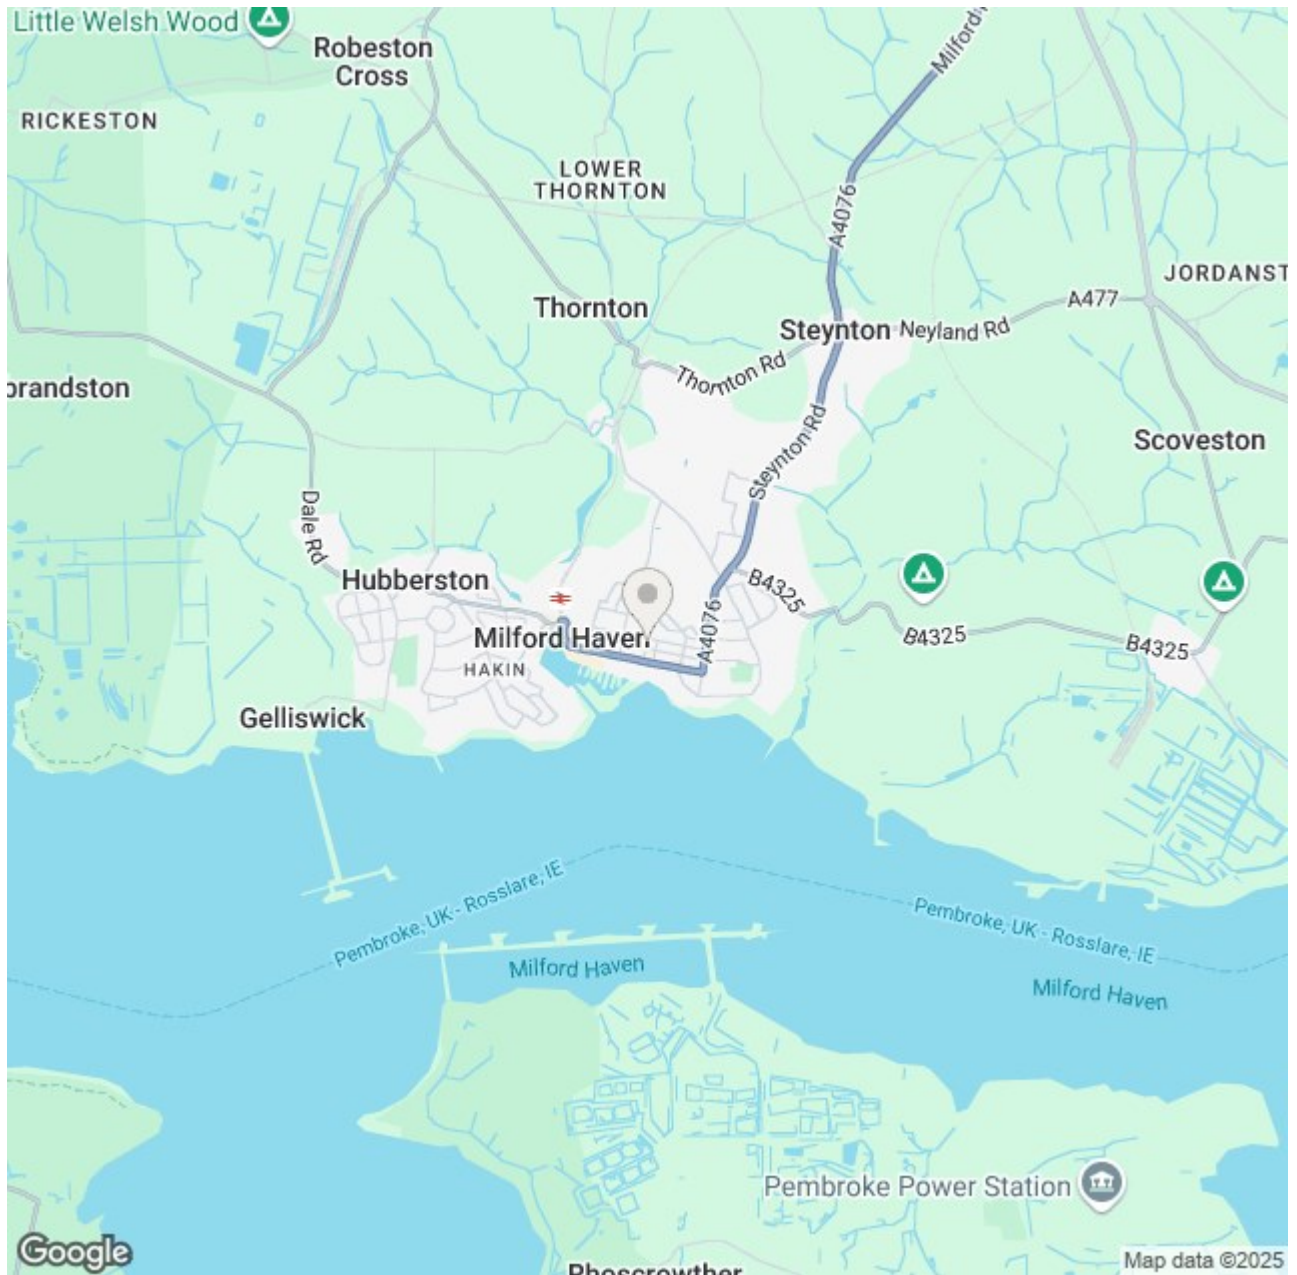 Little Welsh Wood
Robeston
Cross
Milford
RICKESTON
LOWER
THORNTON
A4076
JORDANST
A477
Thornton
Steynton
Neyland Rd
Thornton Rd
brandston
Steynton Rd
Scoveston
Dale Rd
Hubberston
B4325
A4076
B4325
B4325
Milford Haven
HAKIN
Gelliswick
Pembroke, UK - Rosslare, IE
Pembroke, UK - Rosslare, IE
Milford Haven
Milford Haven
Pembroke Power Station
Google
Map data ©2025
Rhoscrowther